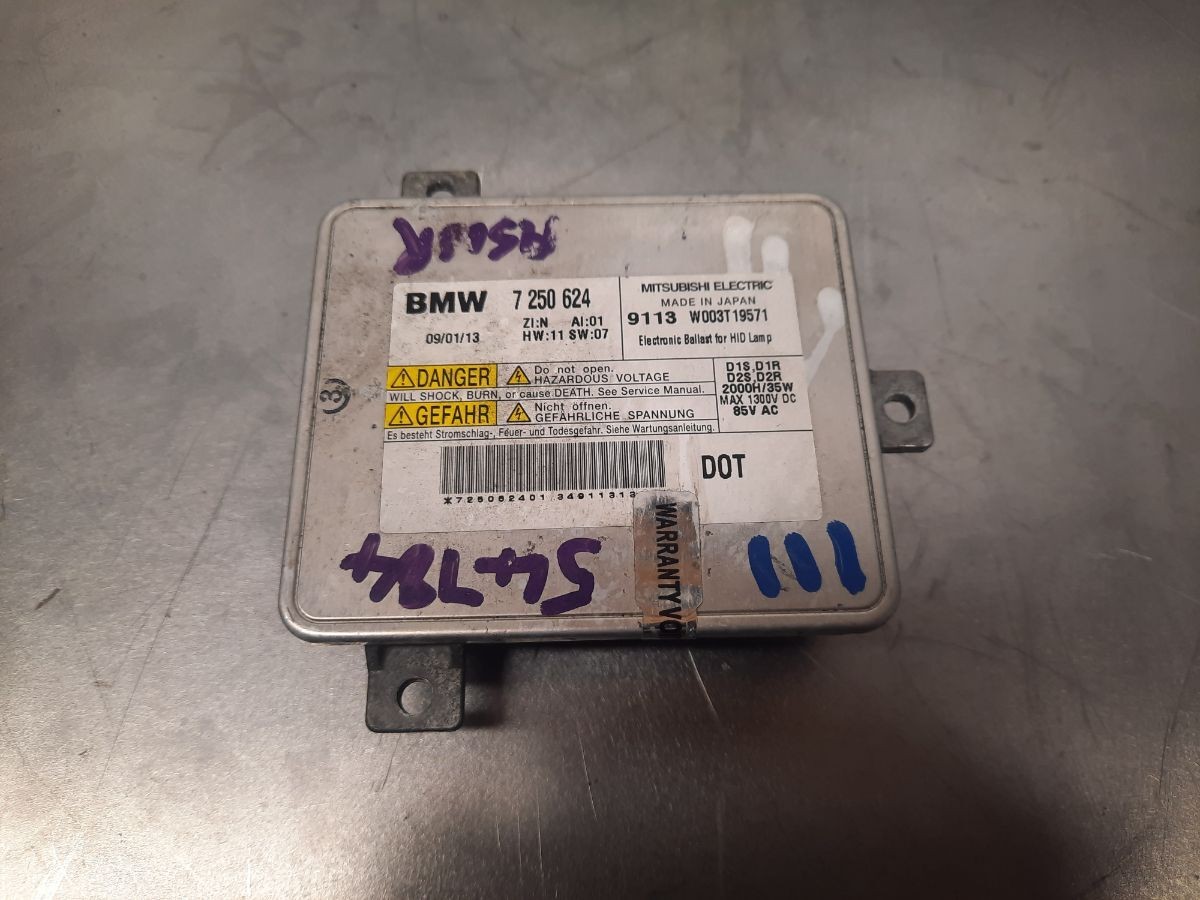 BMW 7 250 624
09/01/13
ZI:N AI:01
HW:11 SW:07
MITSUBISHI ELECTRIC
MADE IN JAPAN
9113 W003T19571
Electronic Ballast for HID Lamp
DANGER
Do not open.
HAZARDOUS VOLTAGE
WILL SHOCK, BURN, or cause DEATH. See Service Manual.
GEFAHR
Nicht öffnen.
GEFÄHRLICHE SPANNUNG
Es besteht Stromschlag-, Feuer- und Todesgefahr. Siehe Wartungsanleitung.
D1S,D1R
D2S,D2R
2000H/35W
MAX 1300V DC
85V AC
DOT
WARRANTY VO
111